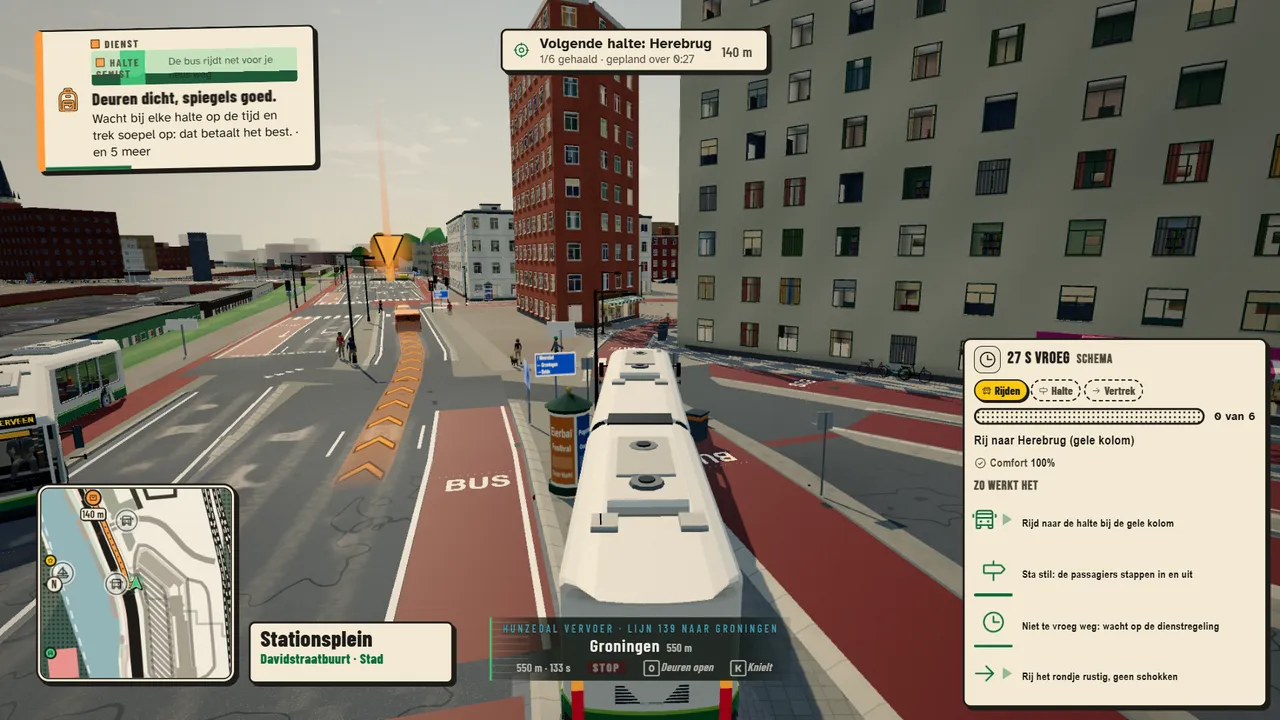 DIENST
HALTE GEMIST
De bus rijdt net voor je
neus weg
Deuren dicht, spiegels goed.
Wacht bij elke halte op de tijd en
trek soepel op: dat betaalt het best. ·
en 5 meter
Volgende halte: Herebrug
1/6 gehaald · gepland over 0:27
140 m
27 S VROEG SCHEMA
Rijden
Halte
Vertrek
0 van 6
Rij naar Herebrug (gele kolom)
Comfort 100%
ZO WERKT HET
Rijd naar de halte bij de gele kolom
Sta stil: de passagiers stappen in en uit
Niet te vroeg weg: wacht op de dienstregeling
Rij het rondje rustig, geen schokken
BUS
BUS
140 m
N
Stationsplein
Davidstraatbuurt · Stad
HUNZEDAL VERVOER · LIJN 139 NAAR GRONINGEN
Groningen 550 m
550 m · 133 s STOP O Deuren open K Knielt